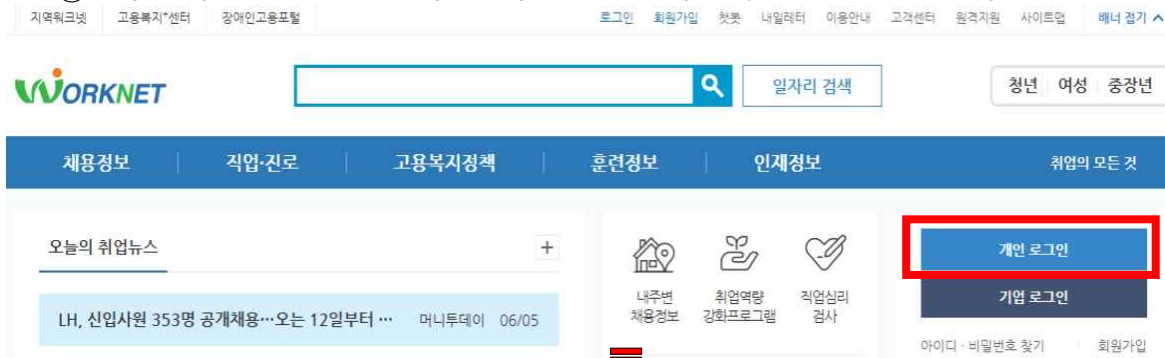 지역워크넷 고용복지+센터 장애인고용포털 로그인 회원가입 챗봇 내일레터 이용안내 고객센터 원격지원 사이트맵 배너 접기
WORKNET 일자리 검색 청년 여성 중장년
채용정보 직업·진로 고용복지정책 훈련정보 인재정보 취업의 모든 것
오늘의 취업뉴스 +
LH, 신입사원 353명 공개채용…오는 12일부터 … 머니투데이 06/05
내주변
채용정보
취업역량
강화프로그램
직업심리
검사
개인 로그인
기업 로그인
아이디 · 비밀번호 찾기 회원가입